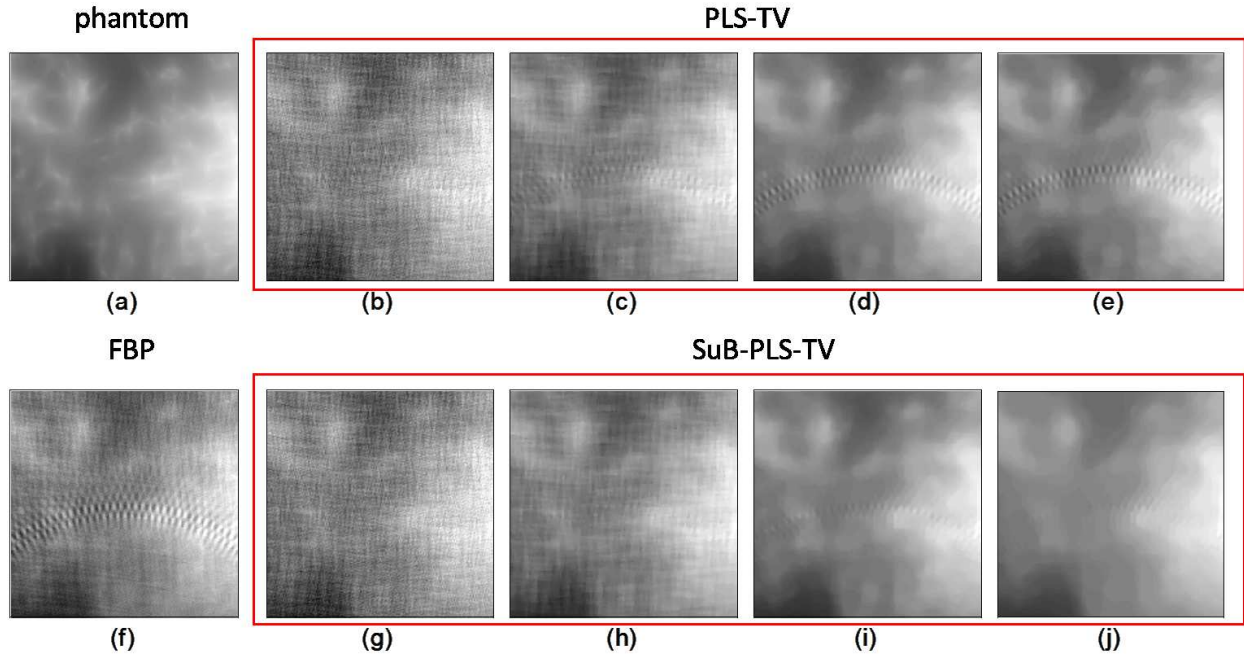 phantom PLS-TV
(a) (b) (c) (d) (e)
FBP SuB-PLS-TV
(f) (g) (h) (i) (j)